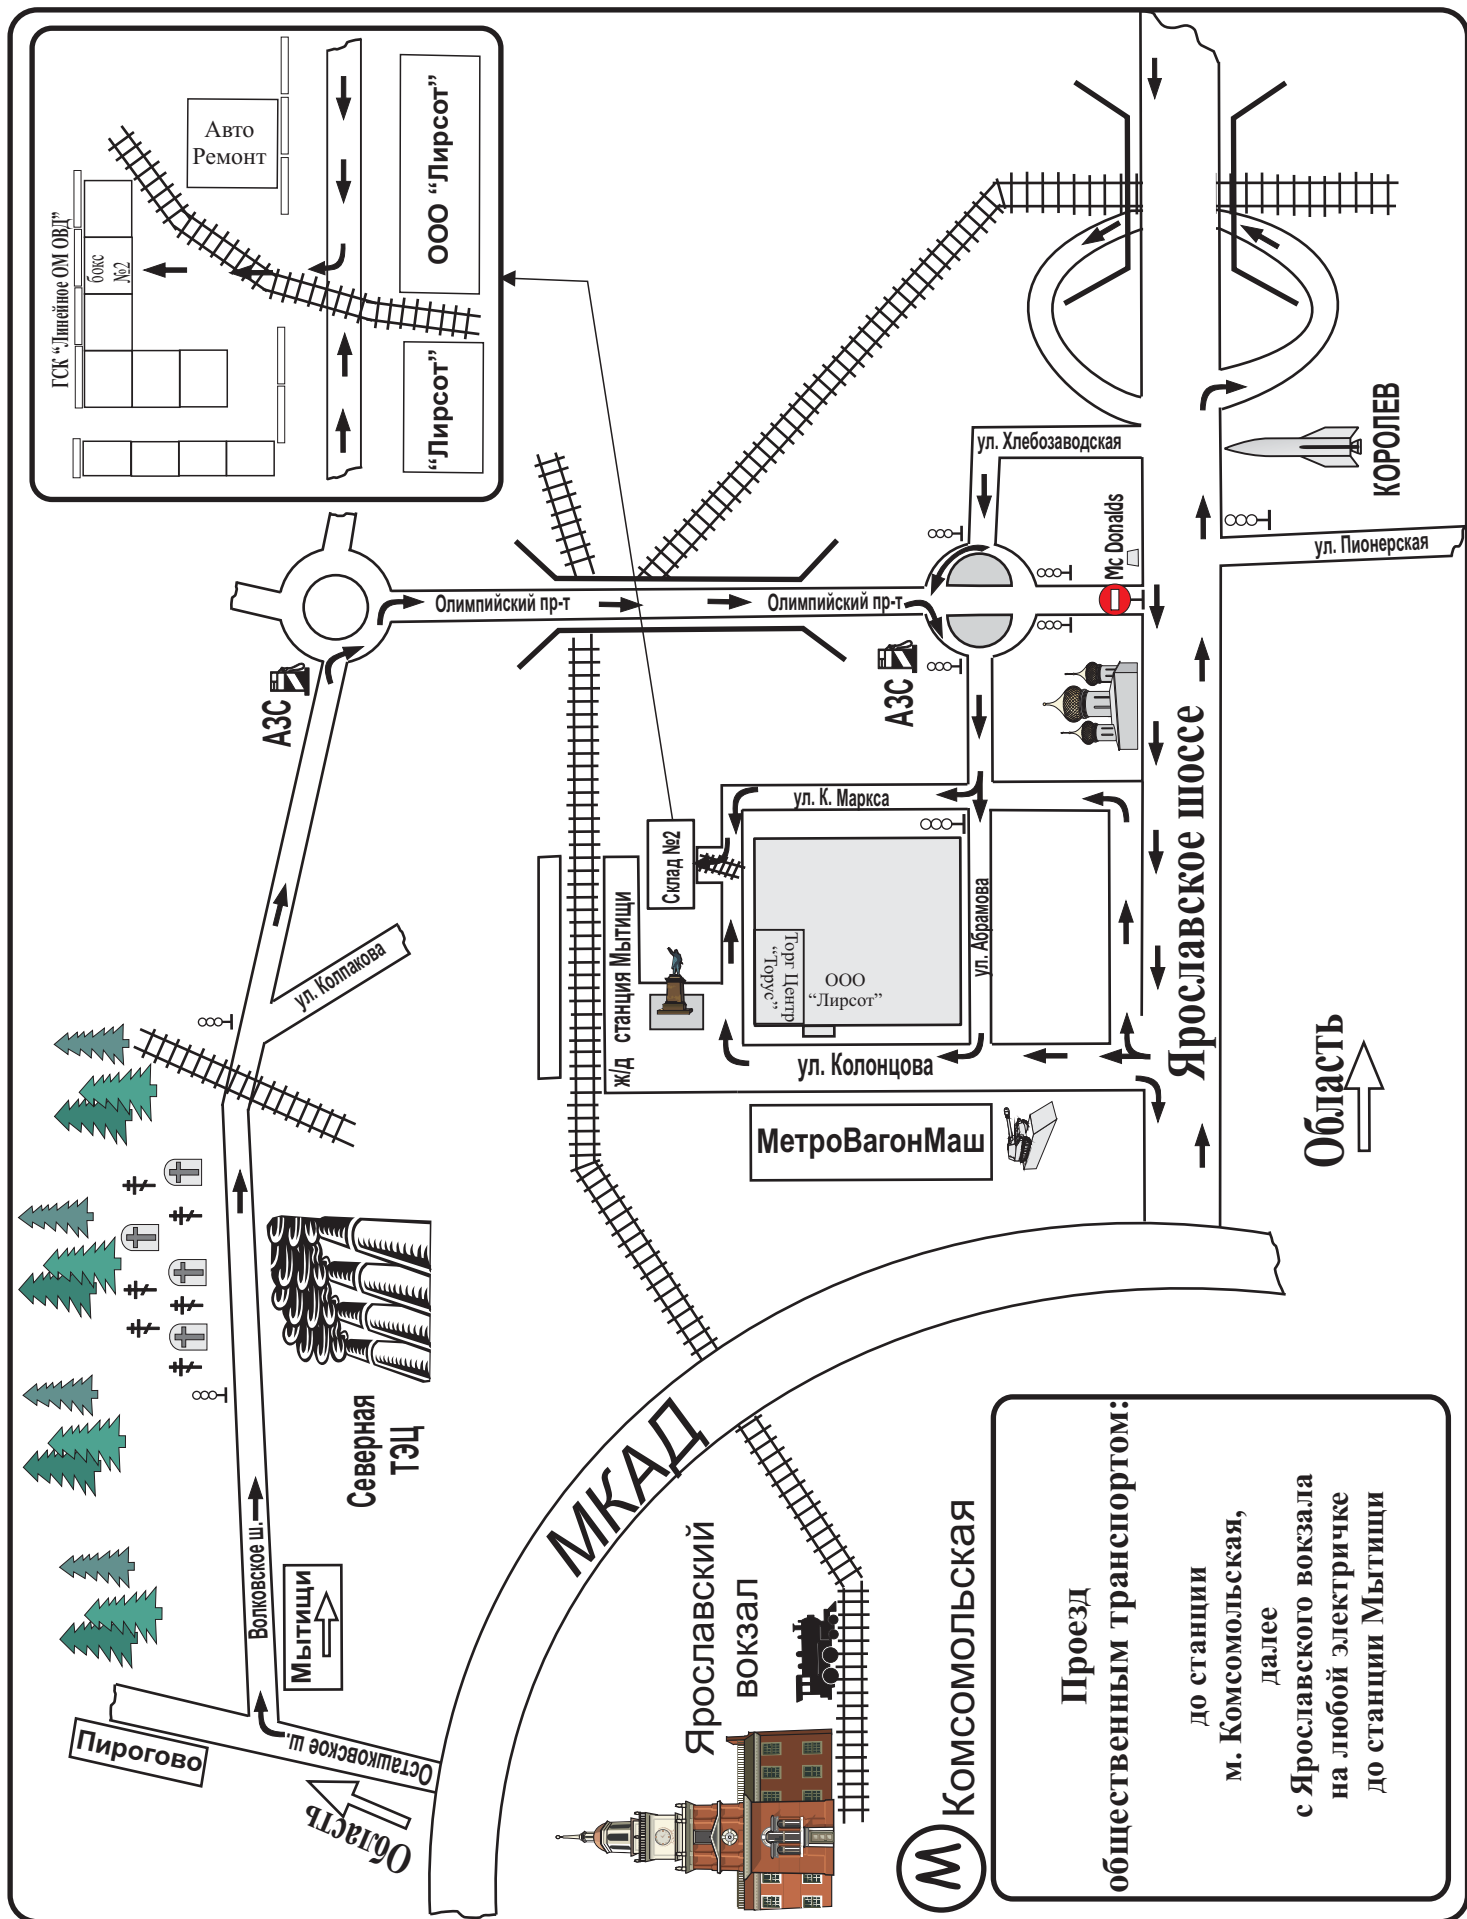 ГСК “Линейное ОМ ОВД”
бокс
№2
Авто
Ремонт
“Лирсот”
ООО “Лирсот”
Пирогово
Область
Осташковское ш.
Волковское ш.
Мытищи
Северная
ТЭЦ
ул. Колпакова
АЗС
Олимпийский пр-т
Олимпийский пр-т
АЗС
ул. Хлебозаводская
Mc Donalds
ул. Пионерская
КОРОЛЕВ
Ярославское шоссе
Область
ул. К. Маркса
Склад №2
ж/д станция Мытищи
Торг Центр
“Торус”
ООО
“Лирсот”
ул. Абрамова
ул. Колонцова
МетроВагонМаш
МКАД
Ярославский
вокзал
М
Комсомольская
Проезд
общественным транспортом:
до станции
м. Комсомольская,
далее
с Ярославского вокзала
на любой электричке
до станции Мытищи